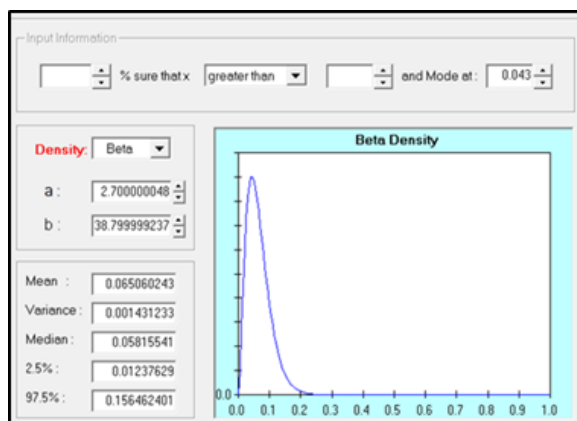 Input Information
% sure that x greater than and Mode at : 0.043
Density: Beta
a : 2.700000048
b : 38.799999237
Mean : 0.065060243
Variance : 0.001431233
Median : 0.05815541
2.5% : 0.01237629
97.5% : 0.156462401
Beta Density
0.0
0.0 0.1 0.2 0.3 0.4 0.5 0.6 0.7 0.8 0.9 1.0